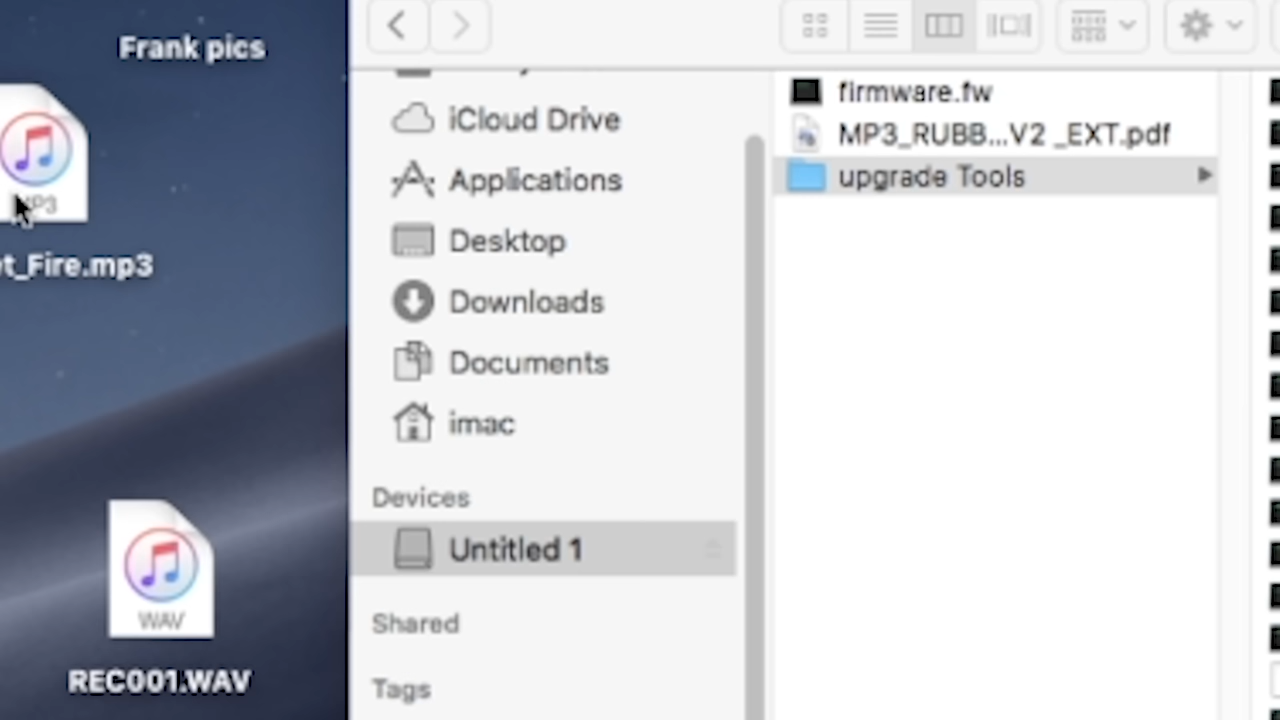 Frank pics
MP3
t_Fire.mp3
WAV
REC001.WAV
iCloud Drive
Applications
Desktop
Downloads
Documents
imac
Devices
Untitled 1
Shared
Tags
firmware.fw
MP3_RUBB...V2 _EXT.pdf
upgrade Tools